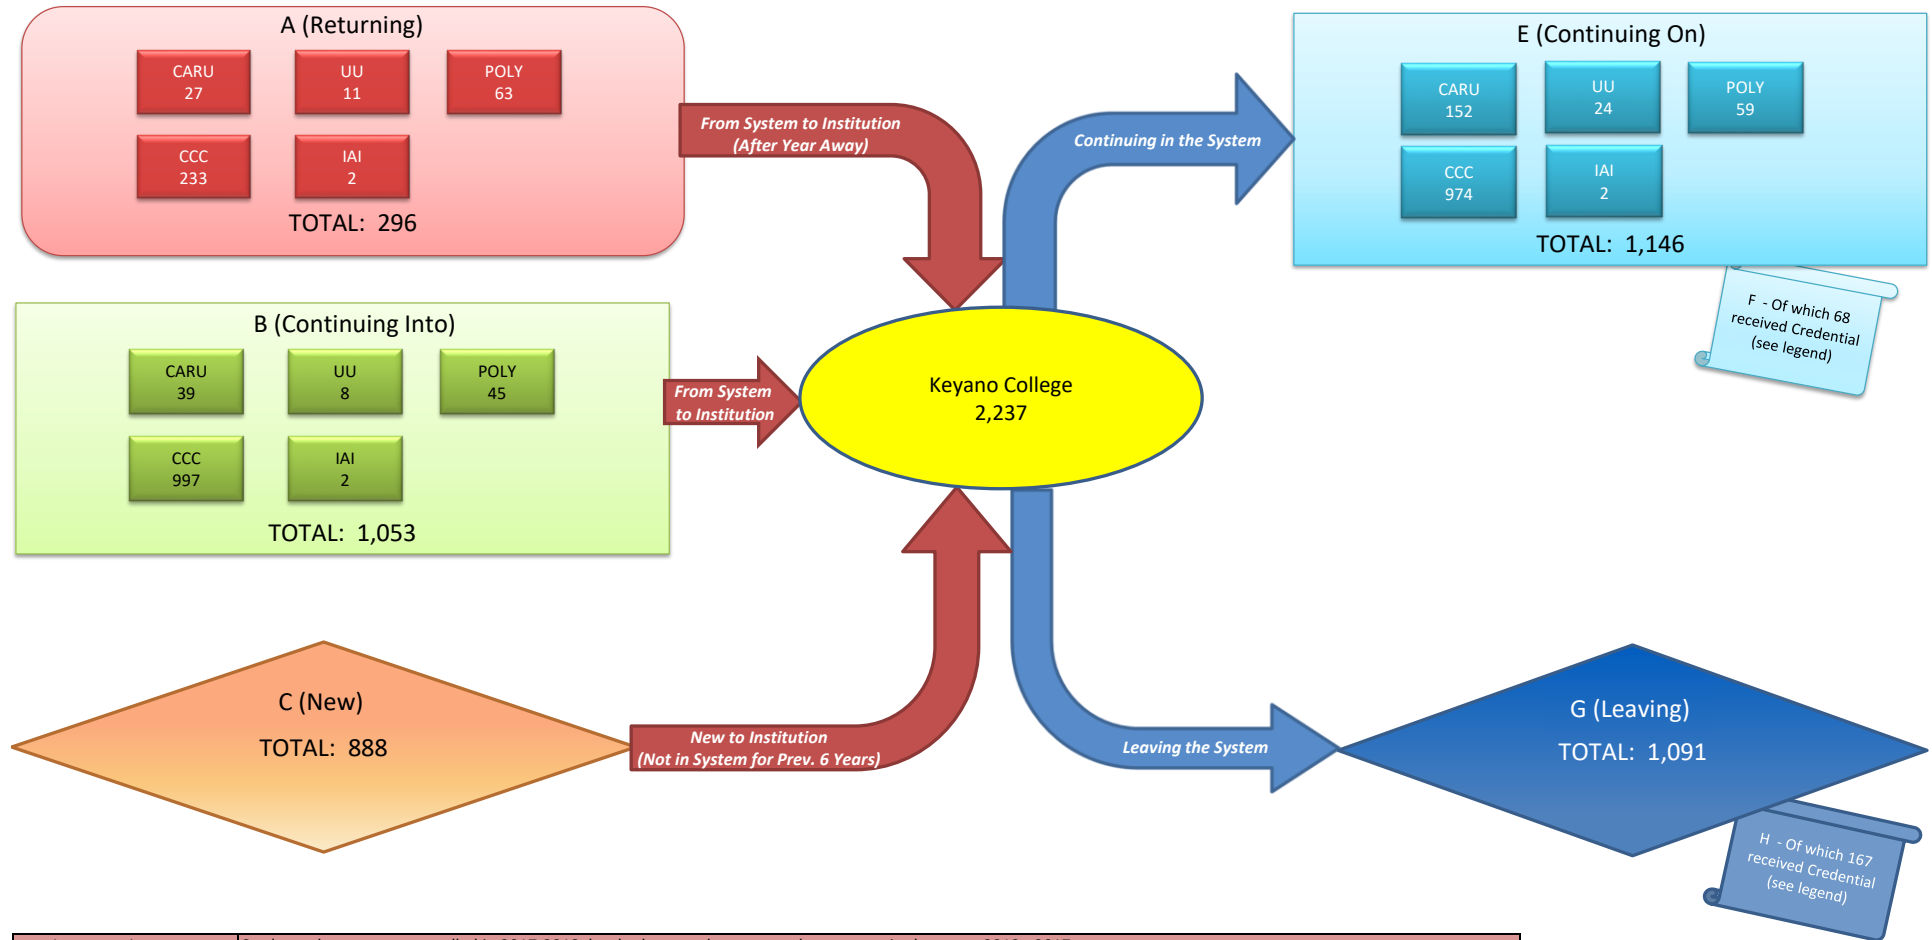 A (Returning)
CARU
27
UU
11
POLY
63
CCC
233
IAI
2
TOTAL: 296
From System to Institution
(After Year Away)
Continuing in the System
E (Continuing On)
CARU
152
UU
24
POLY
59
CCC
974
IAI
2
TOTAL: 1,146
F - Of which 68
received Credential
(see legend)
B (Continuing Into)
CARU
39
UU
8
POLY
45
CCC
997
IAI
2
TOTAL: 1,053
From System
to Institution
Keyano College
2,237
C (New)
TOTAL: 888
New to Institution
(Not in System for Prev. 6 Years)
Leaving the System
G (Leaving)
TOTAL: 1,091
H - Of which 167
received Credential
(see legend)